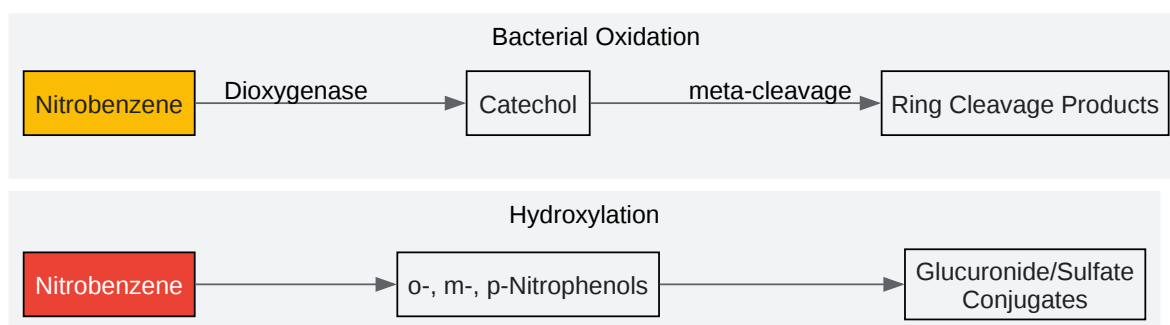 Bacterial Oxidation
Nitrobenzene
Dioxygenase
Catechol
meta-cleavage
Ring Cleavage Products
Hydroxylation
Nitrobenzene
o-, m-, p-Nitrophenols
Glucuronide/Sulfate
Conjugates